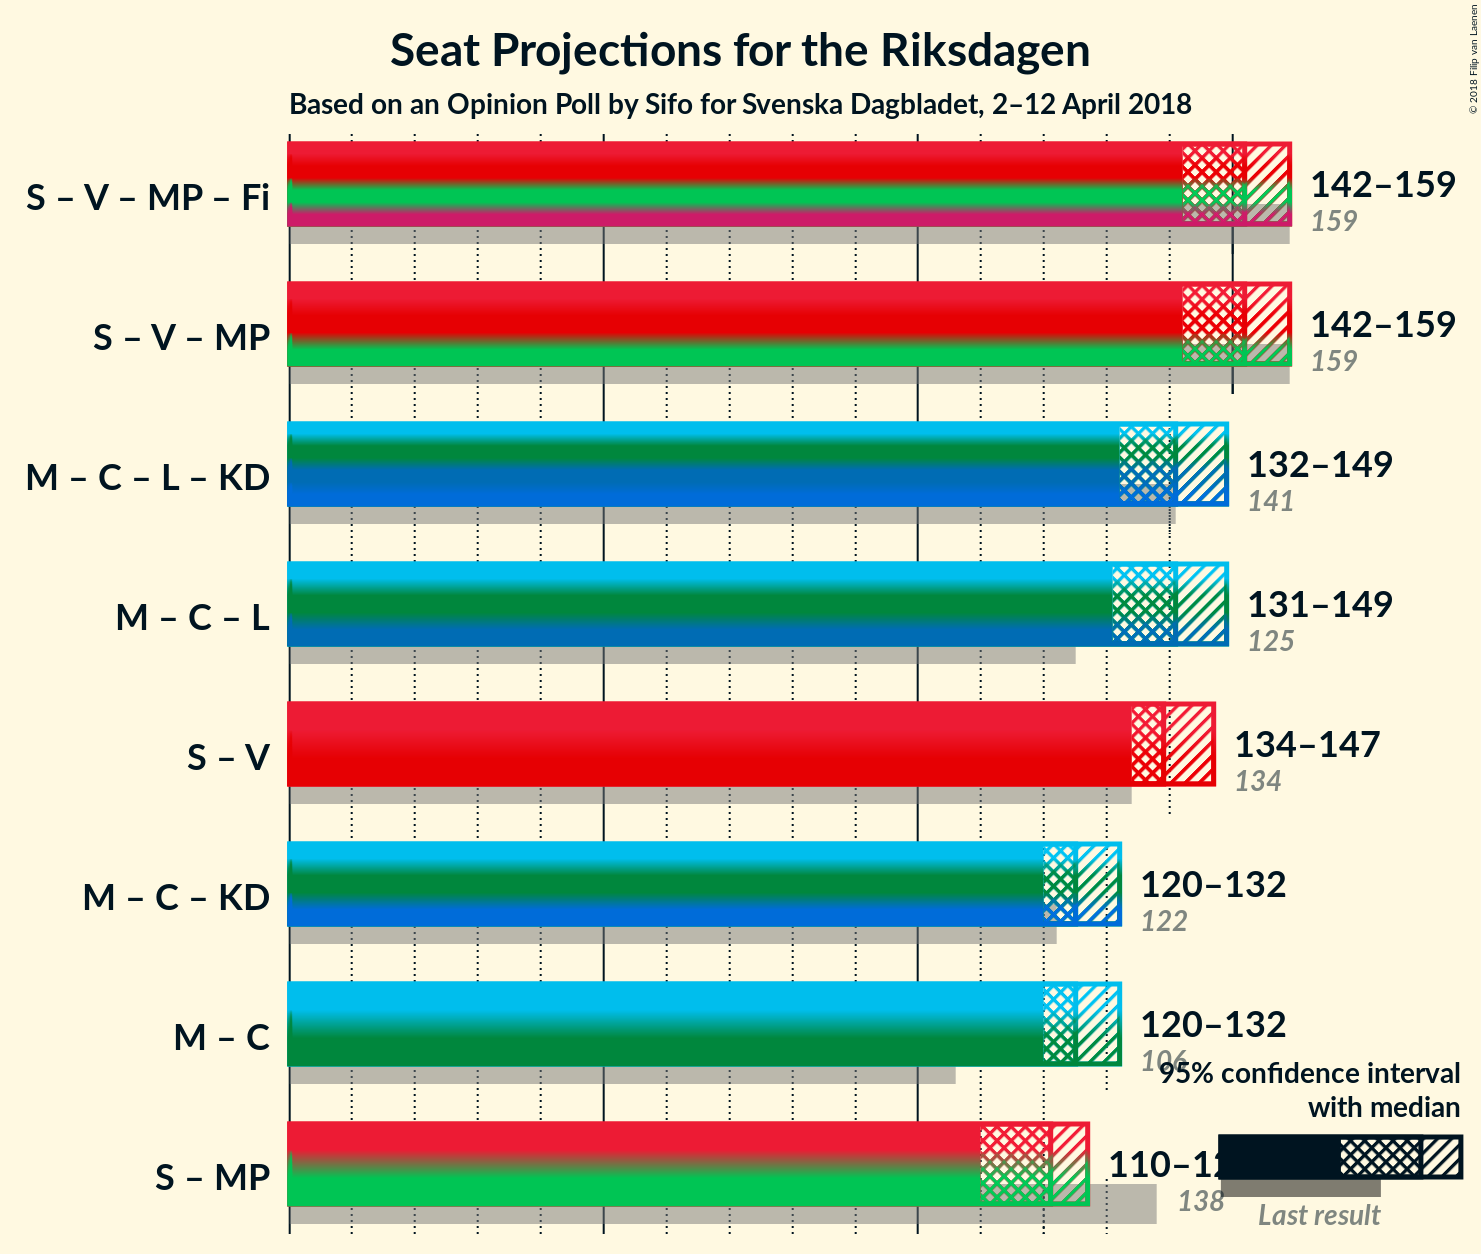 Seat Projections for the Riksdagen
Based on an Opinion Poll by Sifo for Svenska Dagbladet, 2–12 April 2018
© 2018 Filip van Laenen
S – V – MP – Fi
142–159
159
S – V – MP
142–159
159
M – C – L – KD
132–149
141
M – C – L
131–149
125
S – V
134–147
134
M – C – KD
120–132
122
M – C
120–132
106
95% confidence interval
with median
S – MP
138
Last result